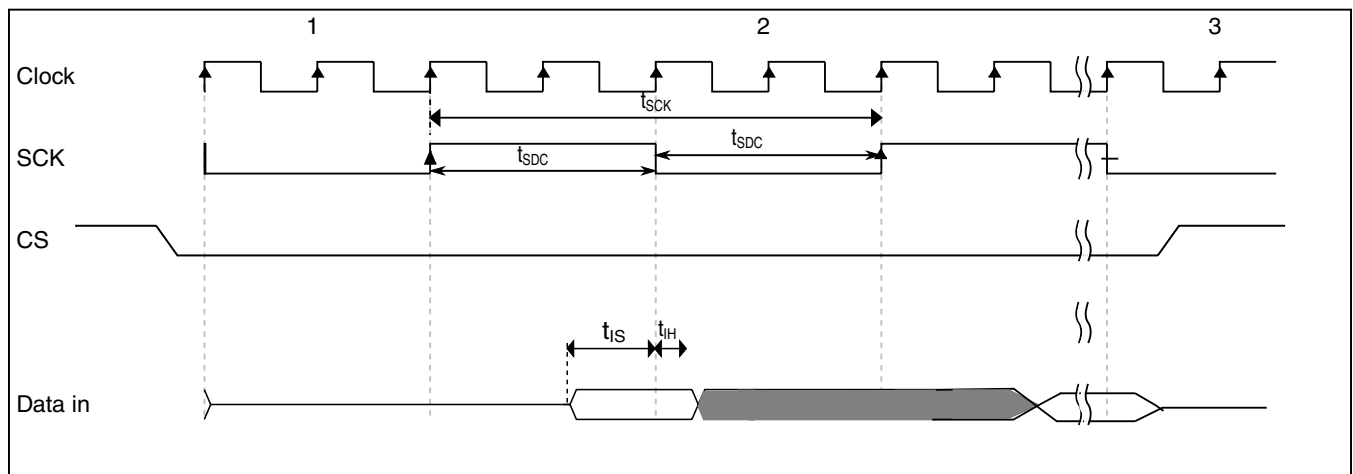 1 2 3
Clock
tSCK
SCK
tSDC tSDC
CS
tIS tIH
Data in